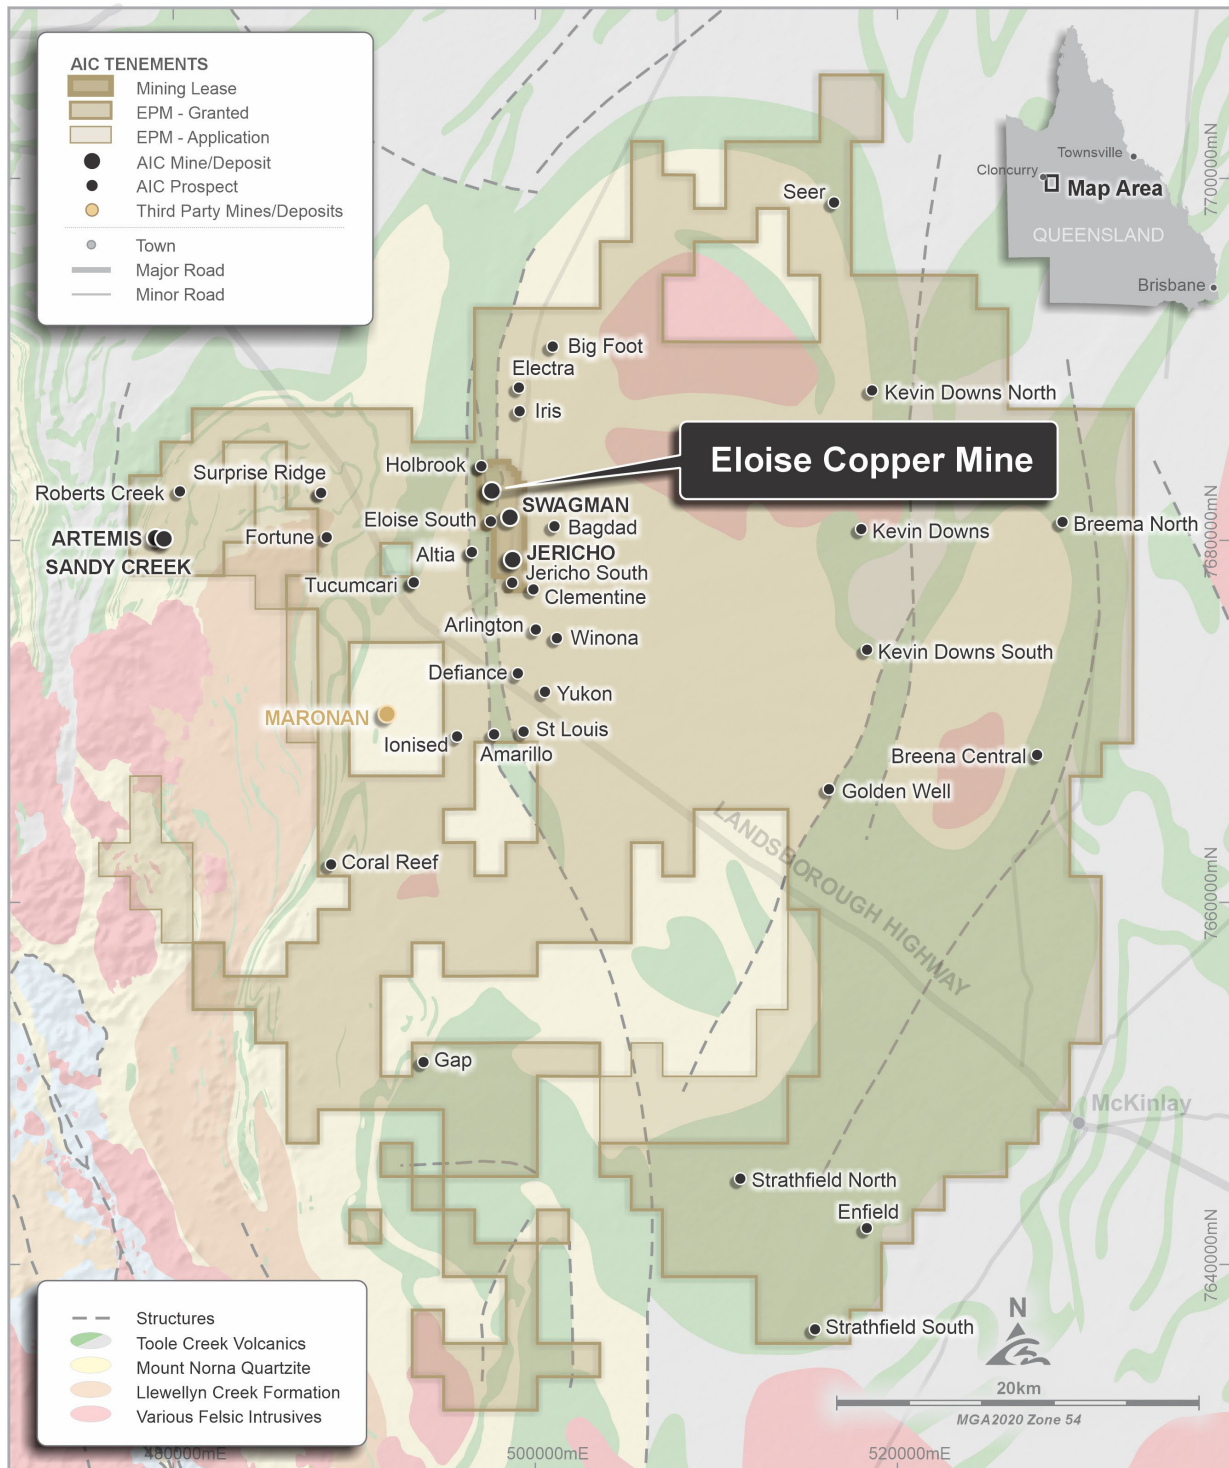 AIC TENEMENTS
Mining Lease
EPM - Granted
EPM - Application
AIC Mine/Deposit
AIC Prospect
Third Party Mines/Deposits
Town
Major Road
Minor Road
Townsville
Cloncurry
Map Area
QUEENSLAND
Brisbane
7700000mN
Seer
Big Foot
Electra
Iris
Kevin Downs North
Eloise Copper Mine
Holbrook
Surprise Ridge
Roberts Creek
SWAGMAN
Eloise South
Bagdad
Kevin Downs
Breema North
7680000mN
ARTEMIS
Fortune
SANDY CREEK
Altia
JERICHO
Jericho South
Tucumcari
Clementine
Arlington
Winona
Kevin Downs South
Defiance
Yukon
MARONAN
Ionised
St Louis
Amarillo
Breena Central
Golden Well
LANDSBOROUGH HIGHWAY
Coral Reef
7660000mN
Gap
McKinlay
Strathfield North
Enfield
7640000mN
Strathfield South
N
20km
MGA2020 Zone 54
Structures
Toole Creek Volcanics
Mount Norna Quartzite
Llewellyn Creek Formation
Various Felsic Intrusives
480000mE
500000mE
520000mE